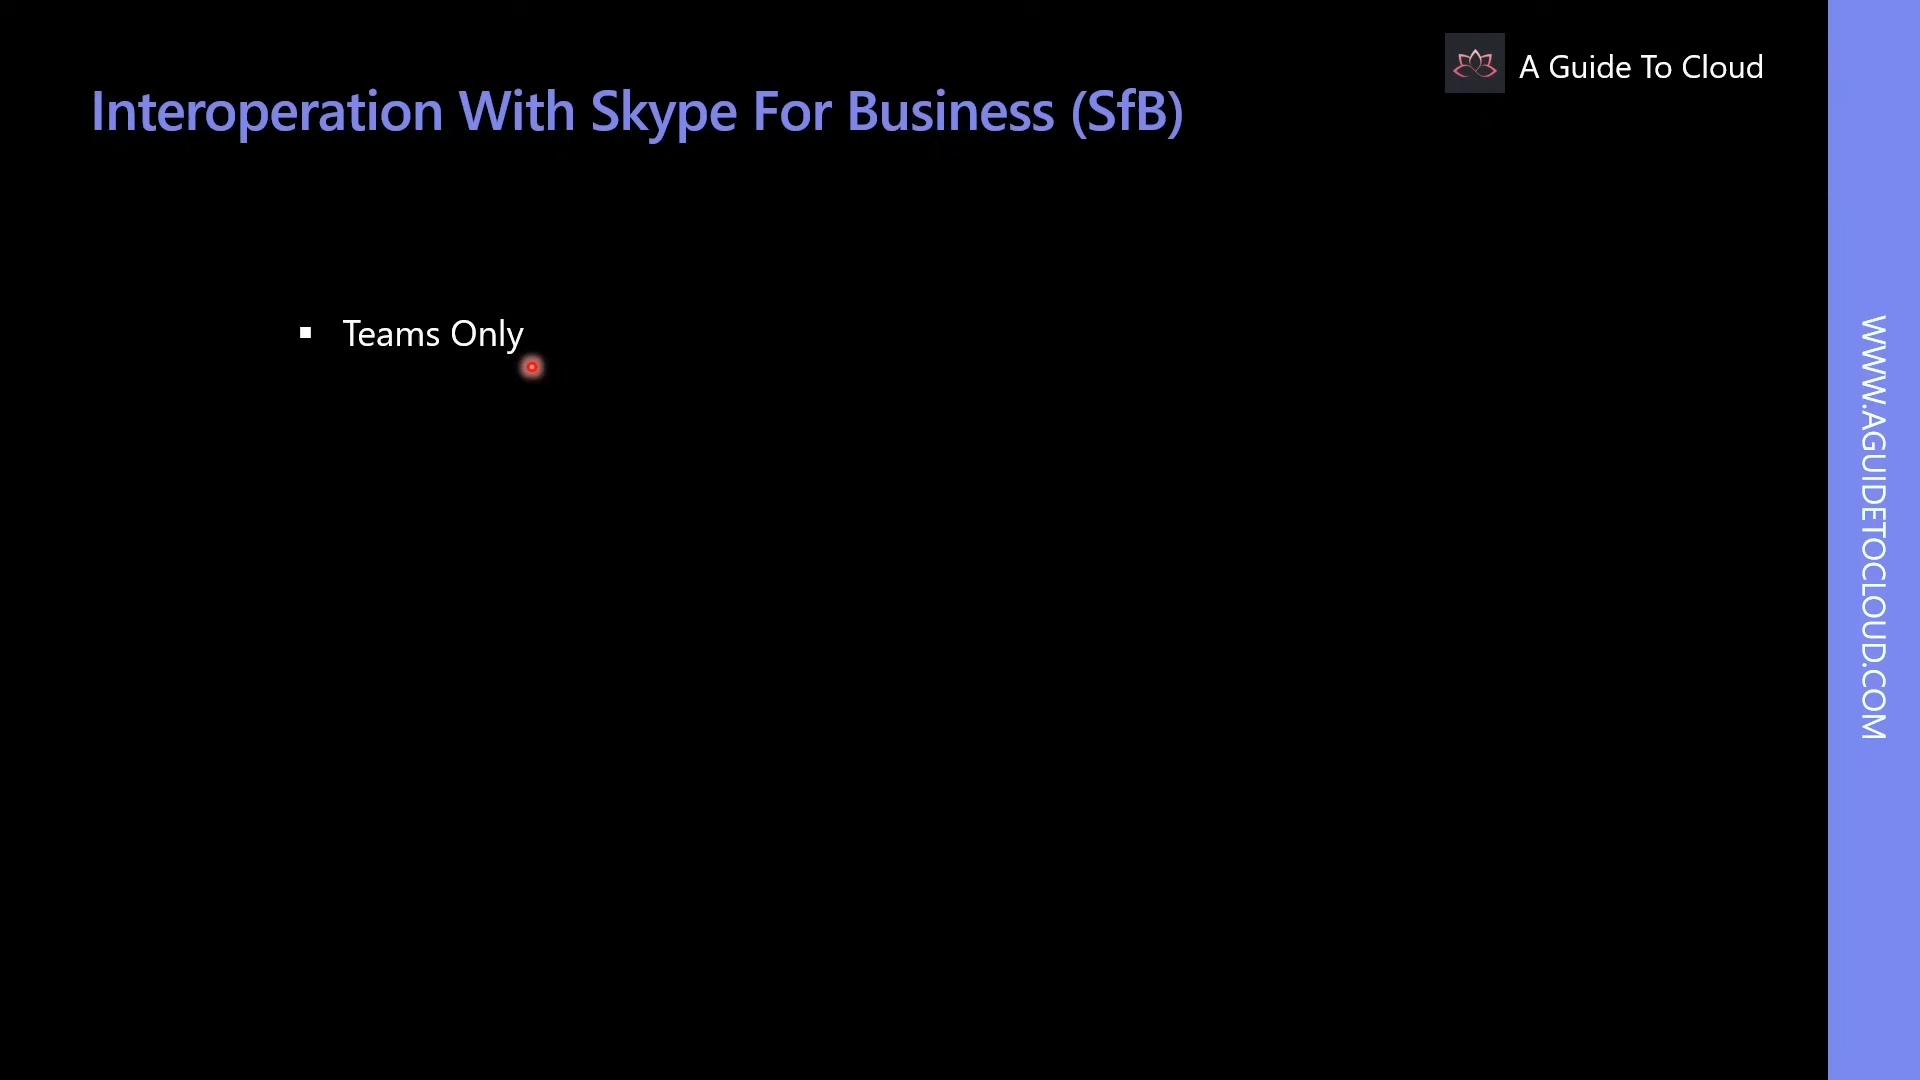 A Guide To Cloud
Interoperation With Skype For Business (SfB)
▪ Teams Only
WWW.AGUIDETOCLOUD.COM